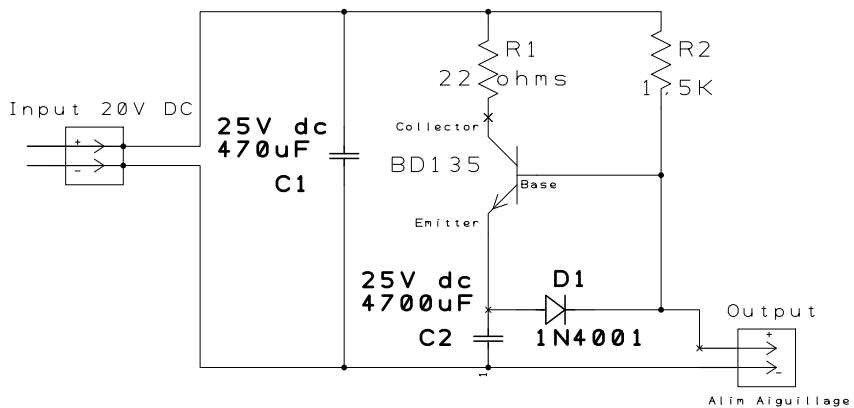 R1
22 ohms
R2
1,5K
Input 20V DC
+
-
25V dc
470uF
C1
Collector
BD135
Base
Emitter
25V dc
4700uF
C2
D1
1N4001
1
Output
+
-
Alim Aiguillage